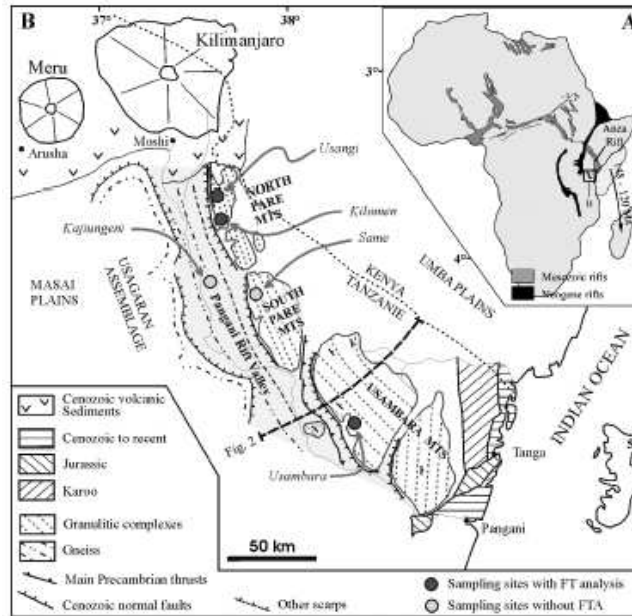 B
37°
38°
A
Kilimanjaro
Meru
Arusha
Moshi
3°
Anza
Rift
Usangi
NORTH
PARE
MTS
Kilomen
Same
Kajiungeni
4°
KENYA
TANZANIE
UMBA PLAINS
MASAI
PLAINS
USAGARAN
ASSEMBLAGE
Pangani Rift Valley
SOUTH
PARE
MTS
Mesozoic rifts
Neogene rifts
INDIAN OCEAN
USAMBARA MTS
Fig. 2
Usambara
Tanga
Pangani
Cenozoic volcanic
Sediments
Cenozoic to recent
Jurassic
Karoo
Granulitic complexes
Gneiss
Main Precambrian thrusts
Cenozoic normal faults
Other scarps
50 km
Sampling sites with FT analysis
Sampling sites without FTA